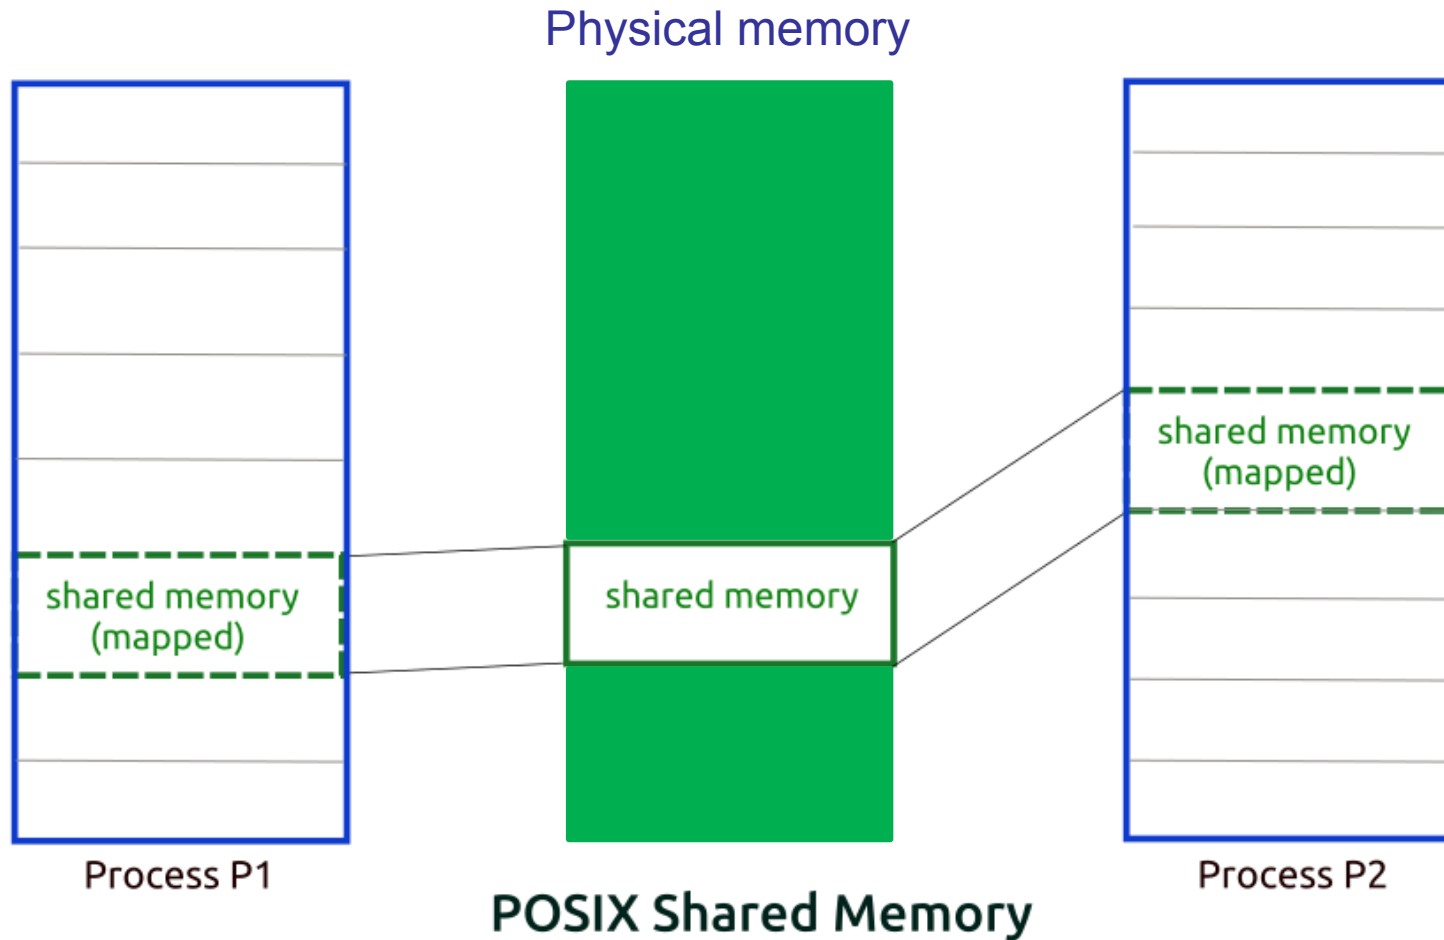 Physical memory
shared memory
(mapped)
shared memory
shared memory
(mapped)
Process P1
Process P2
POSIX Shared Memory